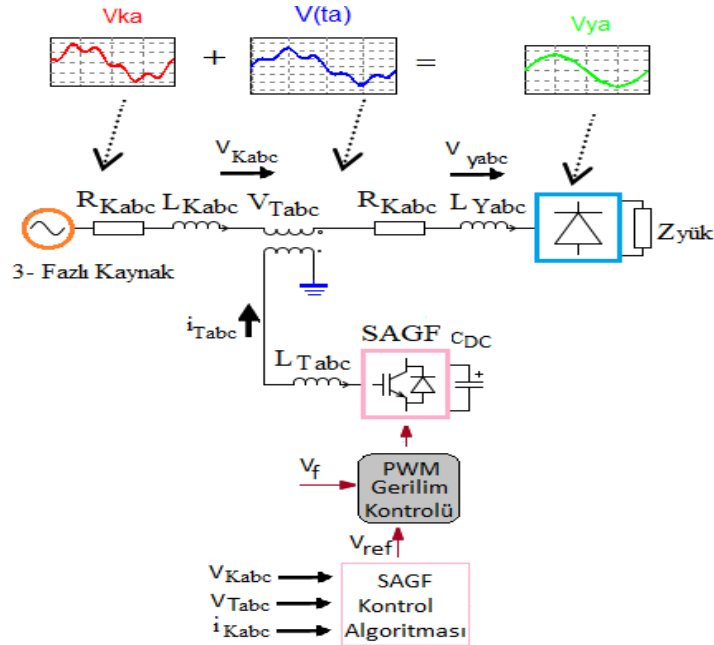 Vka
V(ta)
Vya
+
=
VKabc
Vyabc
RKabc
LKabc
VTabc
RKabc
LYabc
3- Fazlı Kaynak
Zyük
iTabc
SAGF
CDC
+
LTabc
Vf
PWM
Gerilim
Kontrolü
Vref
VKabc
VTabc
iKabc
SAGF
Kontrol
Algoritması